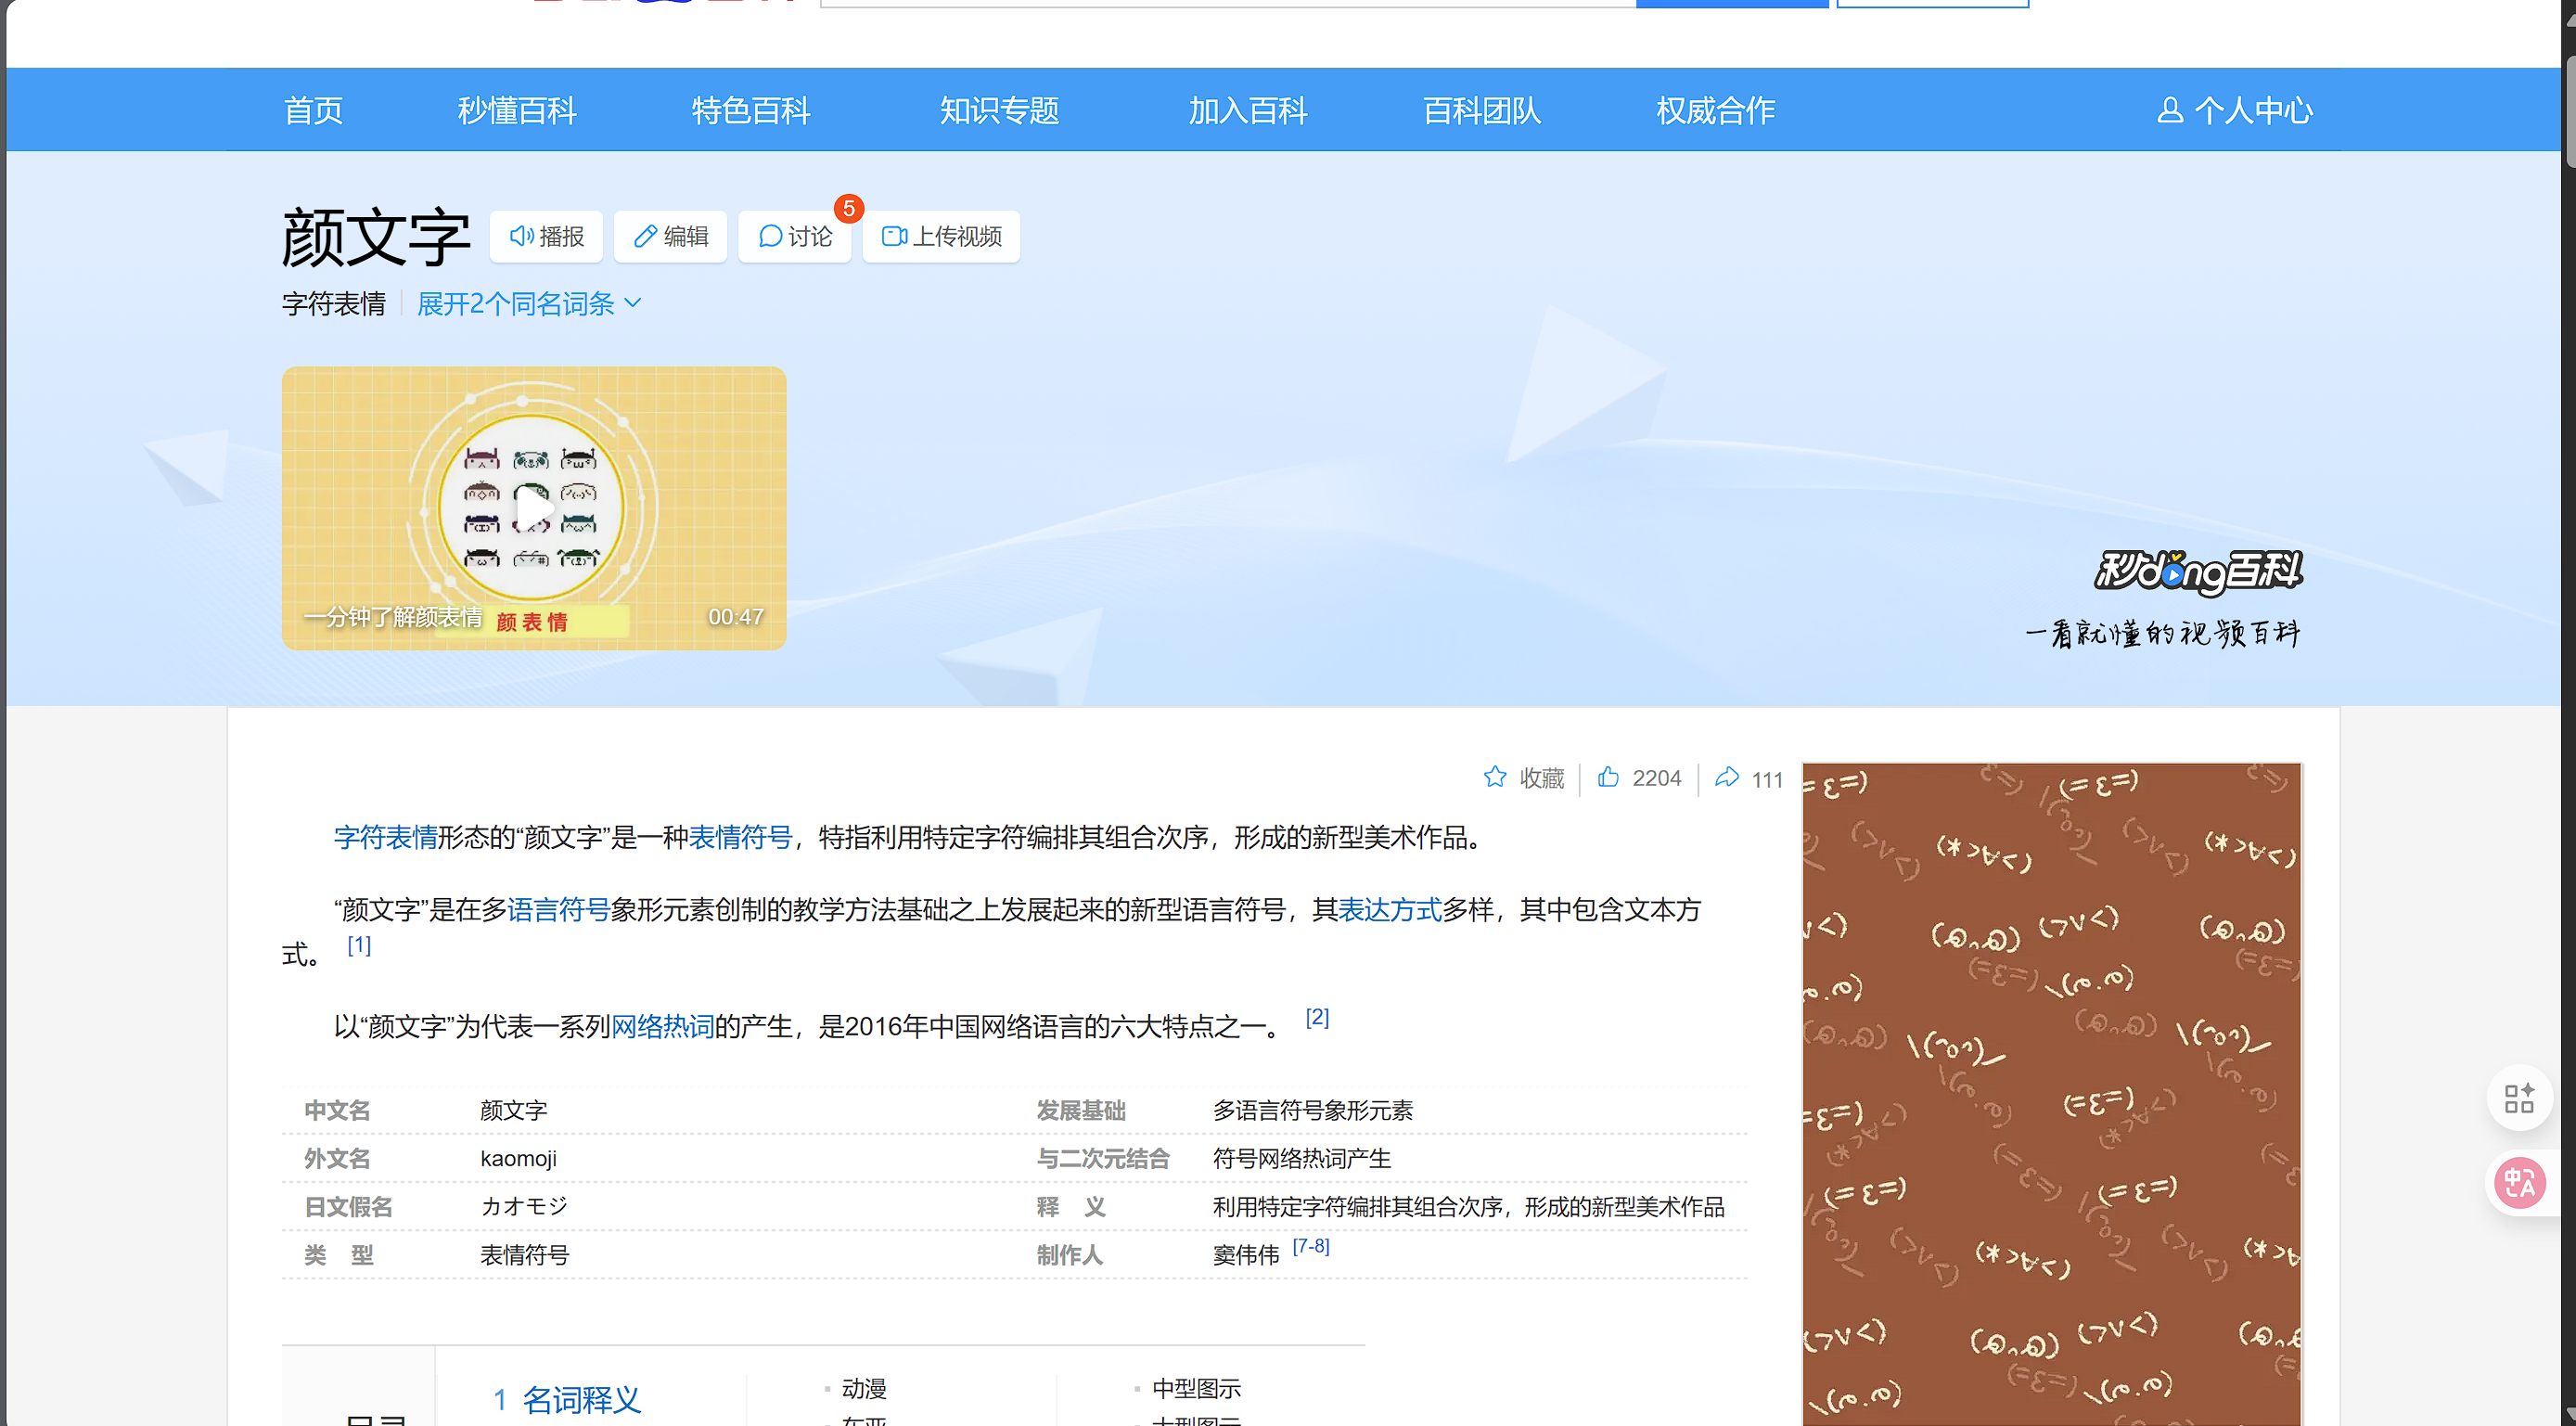 首页 秒懂百科 特色百科 知识专题 加入百科 百科团队 权威合作 个人中心
颜文字 播报 编辑 讨论 5 上传视频
字符表情 展开2个同名词条
一分钟了解颜表情 颜表情 00:47
秒dong百科
一看就懂的视频百科
收藏 2204 111
字符表情形态的“颜文字”是一种表情符号，特指利用特定字符编排其组合次序，形成的新型美术作品。
“颜文字”是在多语言符号象形元素创制的教学方法基础之上发展起来的新型语言符号，其表达方式多样，其中包含文本方
式。 [1]
以“颜文字”为代表一系列网络热词的产生，是2016年中国网络语言的六大特点之一。 [2]
中文名 颜文字 发展基础 多语言符号象形元素
外文名 kaomoji 与二次元结合 符号网络热词产生
日文假名 カオモジ 释 义 利用特定字符编排其组合次序，形成的新型美术作品
类 型 表情符号 制作人 窦伟伟 [7-8]
1 名词释义
▪ 动漫
▪ 中型图示